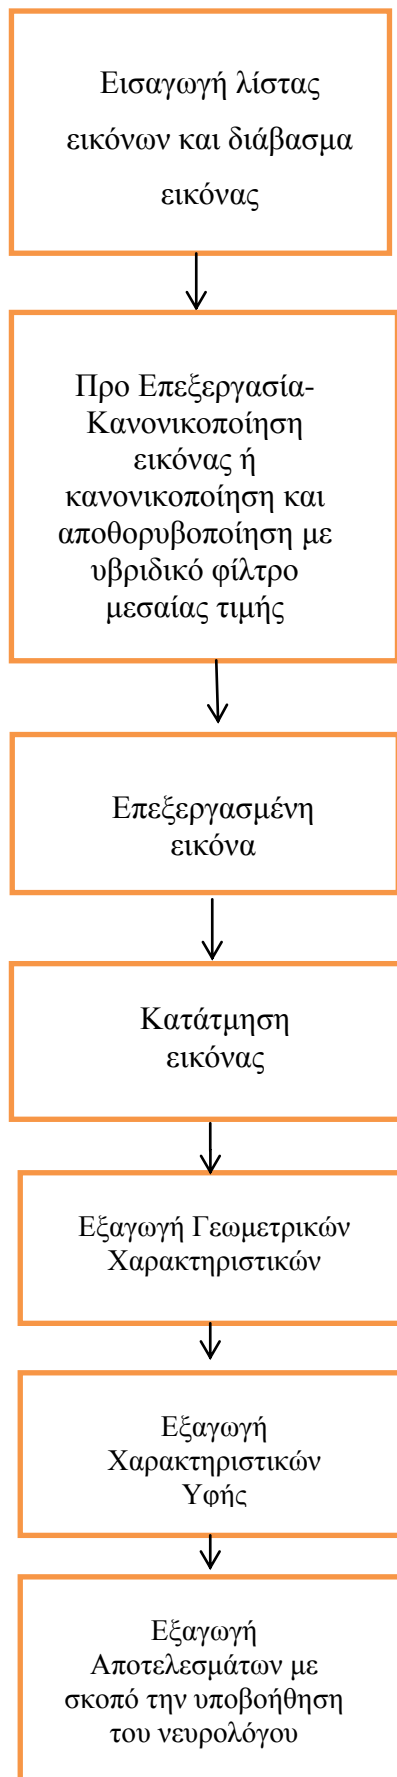 Εισαγωγή λίστας
εικόνων και διάβασμα
εικόνας
Προ Επεξεργασία-
Κανονικοποίηση
εικόνας ή
κανονικοποίηση και
αποθορυβοποίηση με
υβριδικό φίλτρο
μεσαίας τιμής
Επεξεργασμένη
εικόνα
Κατάτμηση
εικόνας
Εξαγωγή Γεωμετρικών
Χαρακτηριστικών
Εξαγωγή
Χαρακτηριστικών
Υφής
Εξαγωγή
Αποτελεσμάτων με
σκοπό την υποβοήθηση
του νευρολόγου